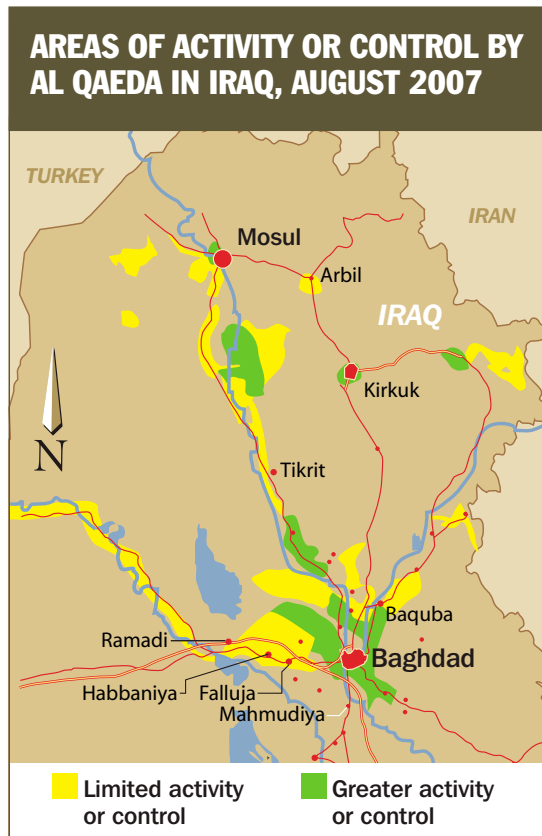 AREAS OF ACTIVITY OR CONTROL BY
AL QAEDA IN IRAQ, AUGUST 2007
TURKEY
IRAN
Mosul
Arbil
IRAQ
Kirkuk
N
Tikrit
Baquba
Ramadi
Baghdad
Habbaniya
Falluja
Mahmudiya
Limited activity
or control
Greater activity
or control